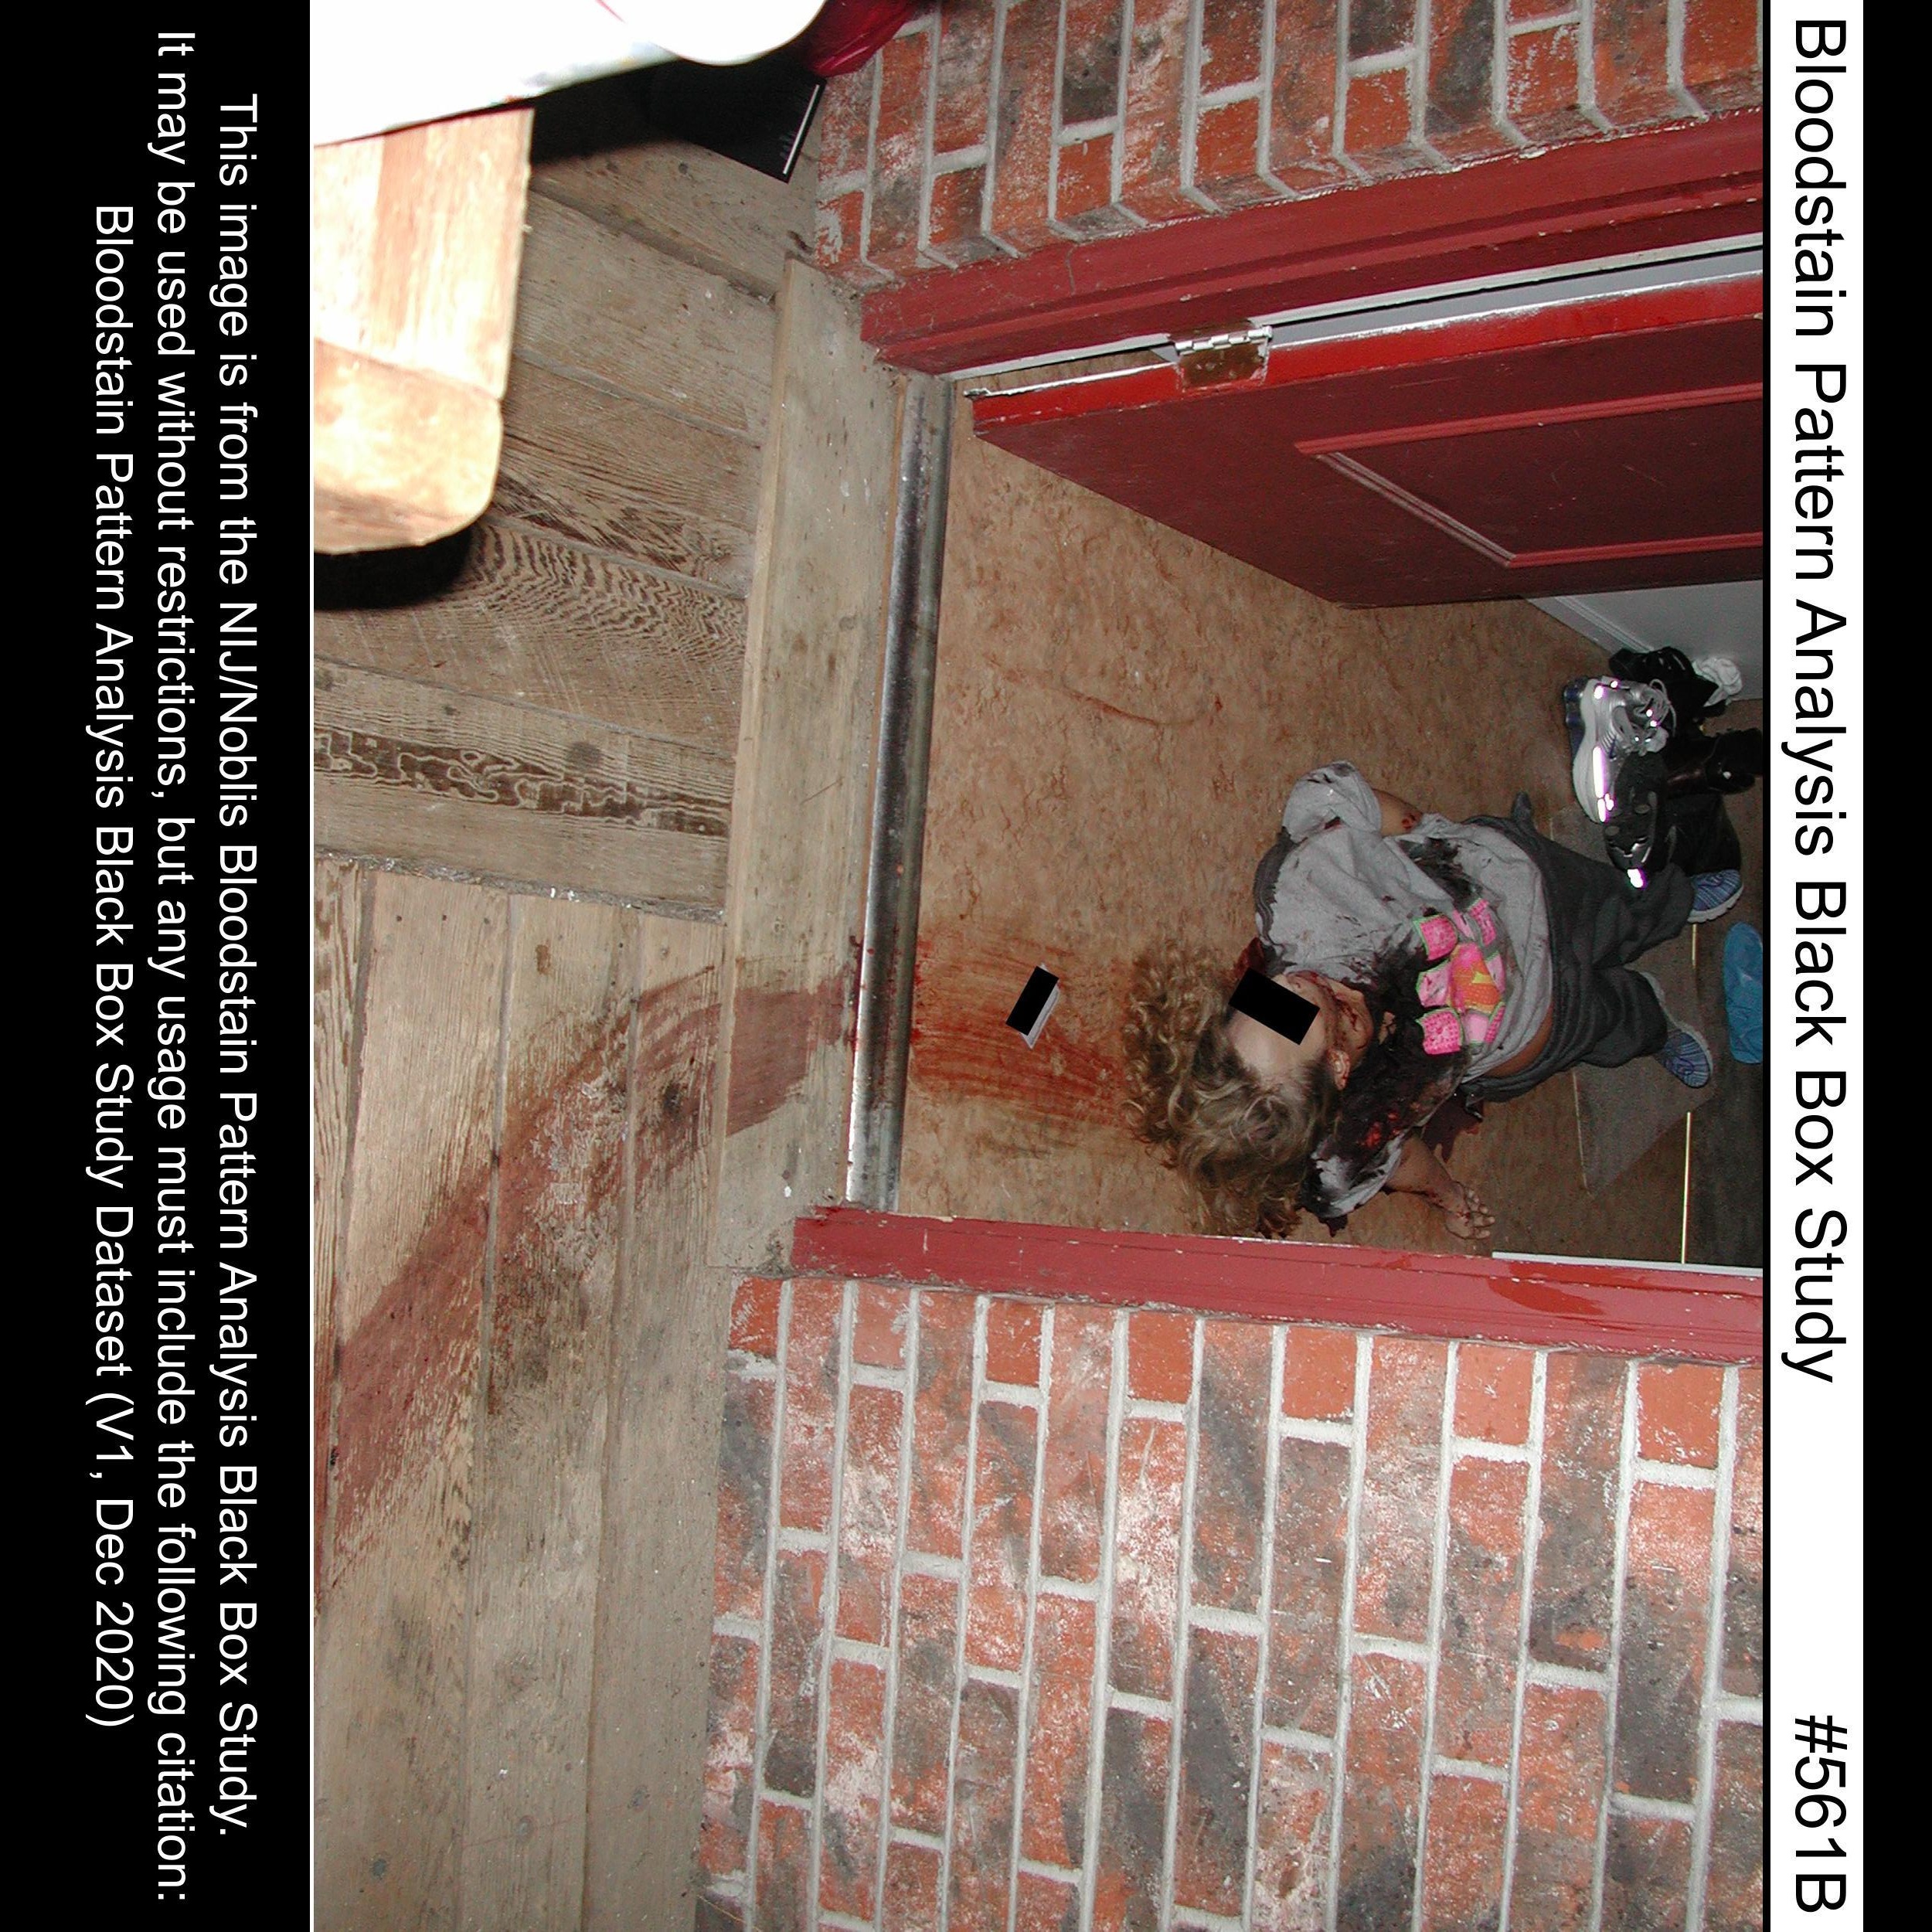 Bloodstain Pattern Analysis Black Box Study #561B
This image is from the NIJ/Noblis Bloodstain Pattern Analysis Black Box Study.
It may be used without restrictions, but any usage must include the following citation:
Bloodstain Pattern Analysis Black Box Study Dataset (V1, Dec 2020)